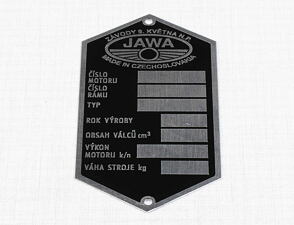 ZÁVODY 9. KVĚTNA N.P.
JAWA
MADE IN CZECHOSLOVAKIA
ČÍSLO
MOTORU
ČÍSLO
RÁMU
TYP
ROK VÝROBY
OBSAH VÁLCŮ cm³
VÝKON
MOTORU k/n
VÁHA STROJE kg